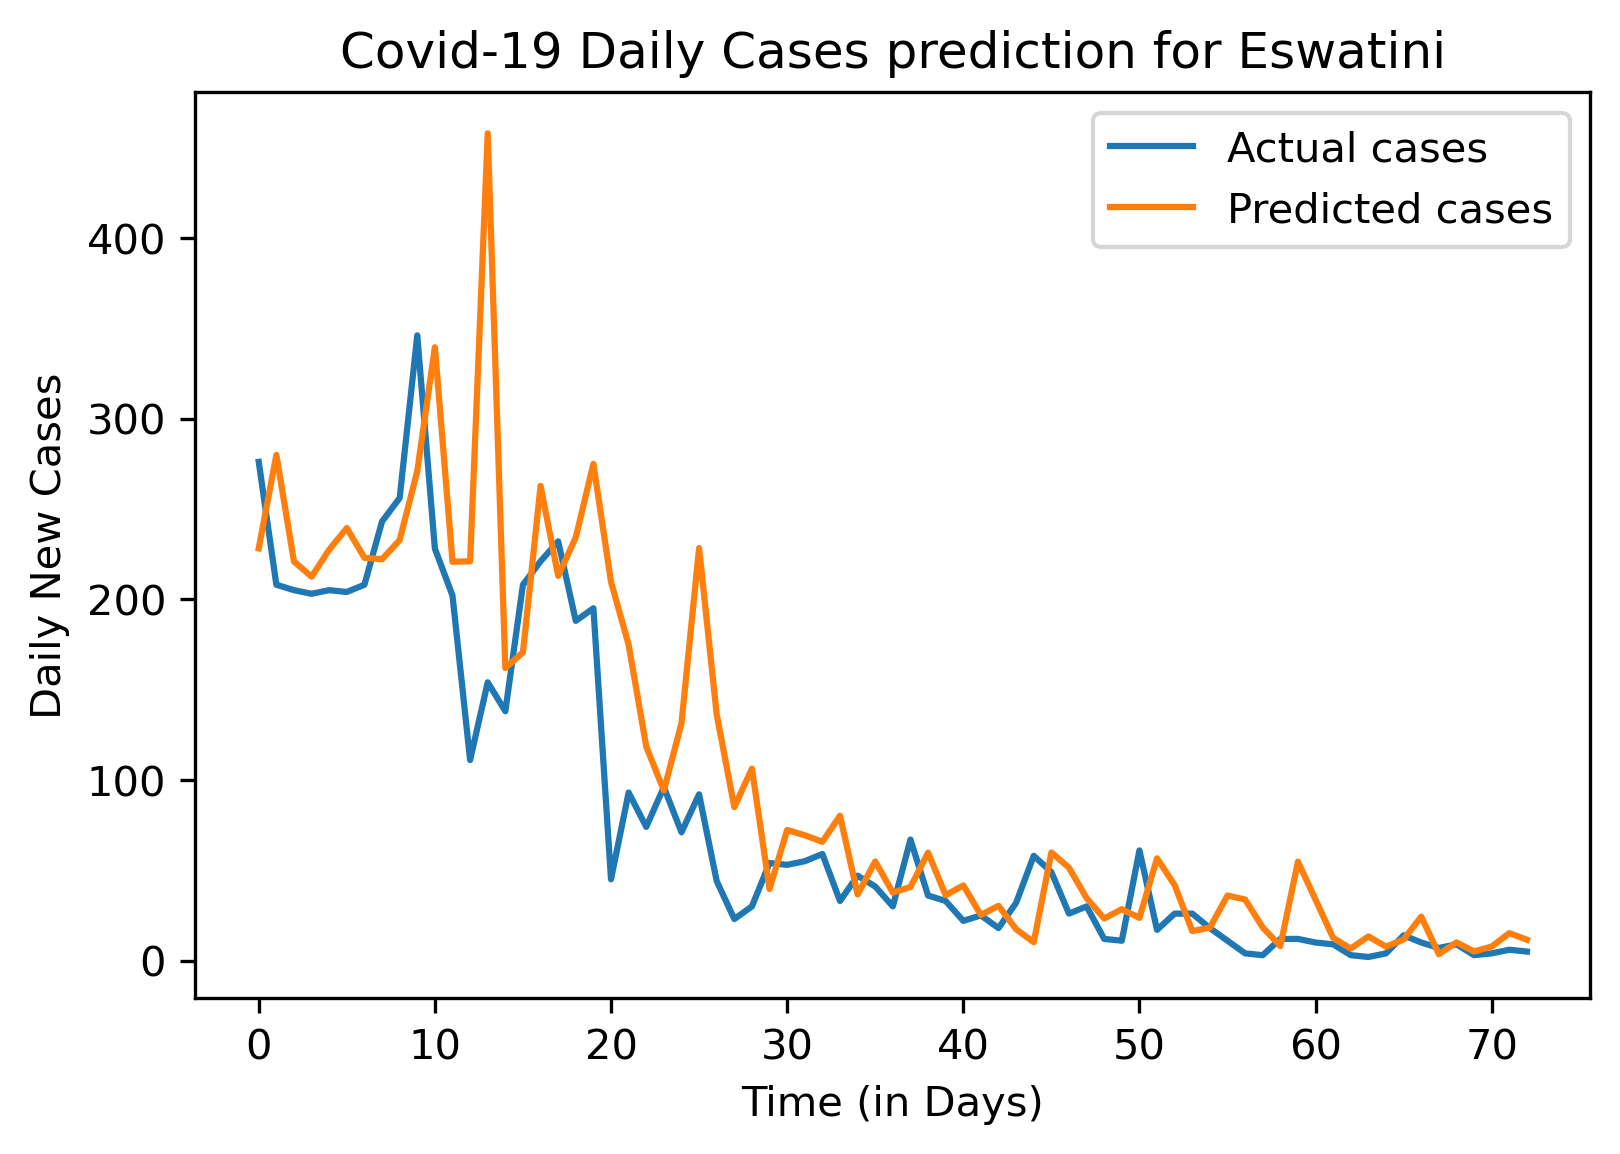 Covid-19 Daily Cases prediction for Eswatini
Actual cases
Predicted cases
Daily New Cases
400
300
200
100
0
0 10 20 30 40 50 60 70
Time (in Days)